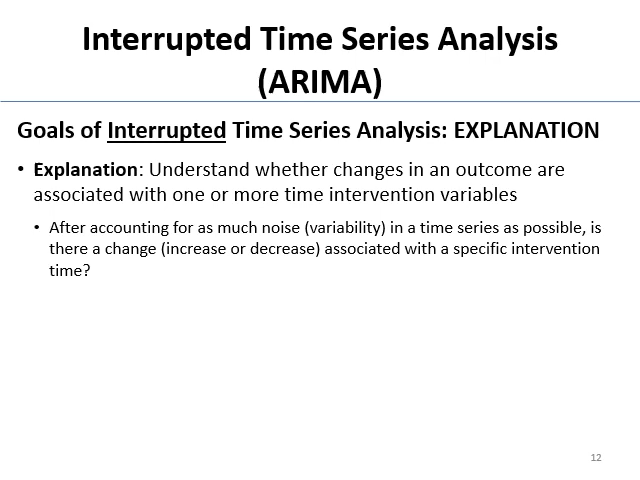 Interrupted Time Series Analysis
(ARIMA)
Goals of Interrupted Time Series Analysis: EXPLANATION
• Explanation: Understand whether changes in an outcome are
associated with one or more time intervention variables
• After accounting for as much noise (variability) in a time series as possible, is
there a change (increase or decrease) associated with a specific intervention
time?
12